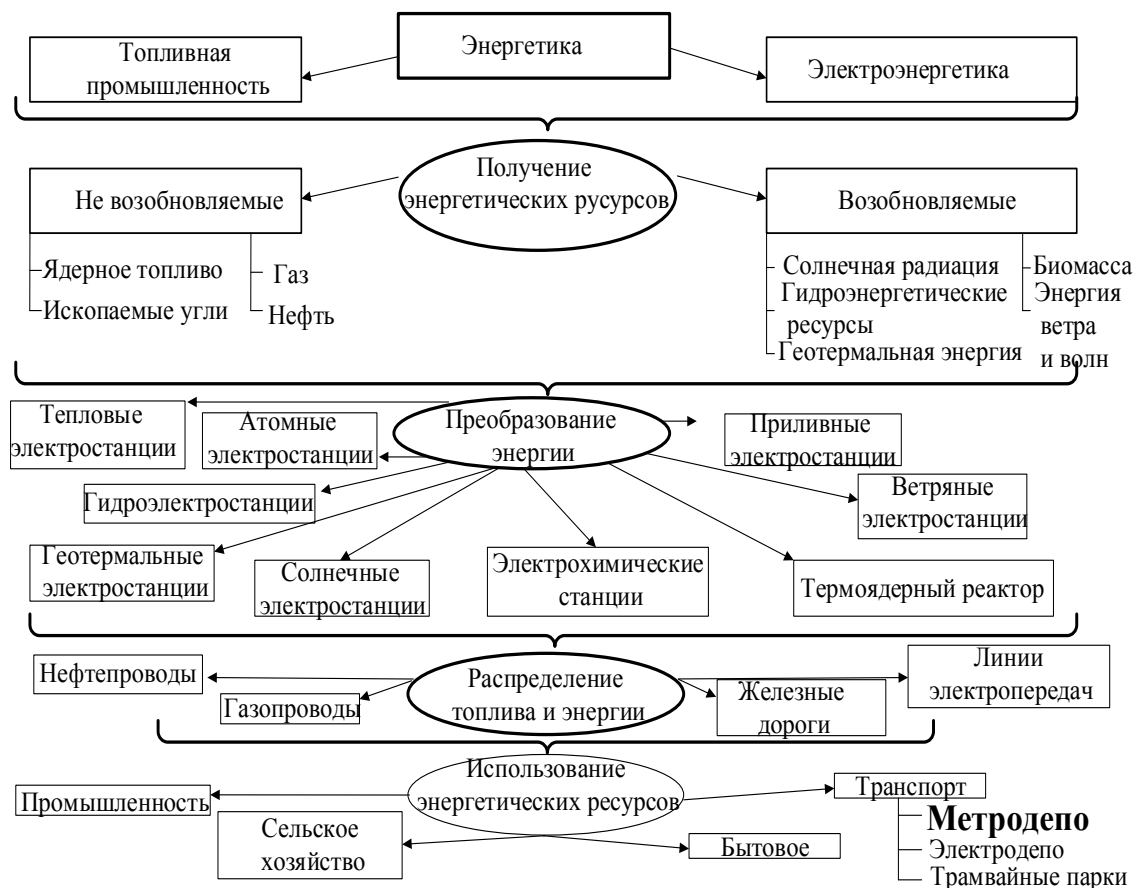 Энергетика
Топливная
промышленность
Электроэнергетика
Получение
энергетических русурсов
Не возобновляемые
Возобновляемые
Ядерное топливо
Ископаемые угли
Газ
Нефть
Солнечная радиация
Гидроэнергетические
ресурсы
Геотермальная энергия
Биомасса
Энергия
ветра
и волн
Преобразование
энергии
Тепловые
электростанции
Атомные
электростанции
Приливные
электростанции
Гидроэлектростанции
Ветряные
электростанции
Геотермальные
электростанции
Солнечные
электростанции
Электрохимические
станции
Термоядерный реактор
Распределение
топлива и энергии
Нефтепроводы
Газопроводы
Железные
дороги
Линии
электропередач
Использование
энергетических ресурсов
Промышленность
Сельское
хозяйство
Бытовое
Транспорт
Метродепо
Электродепо
Трамвайные парки